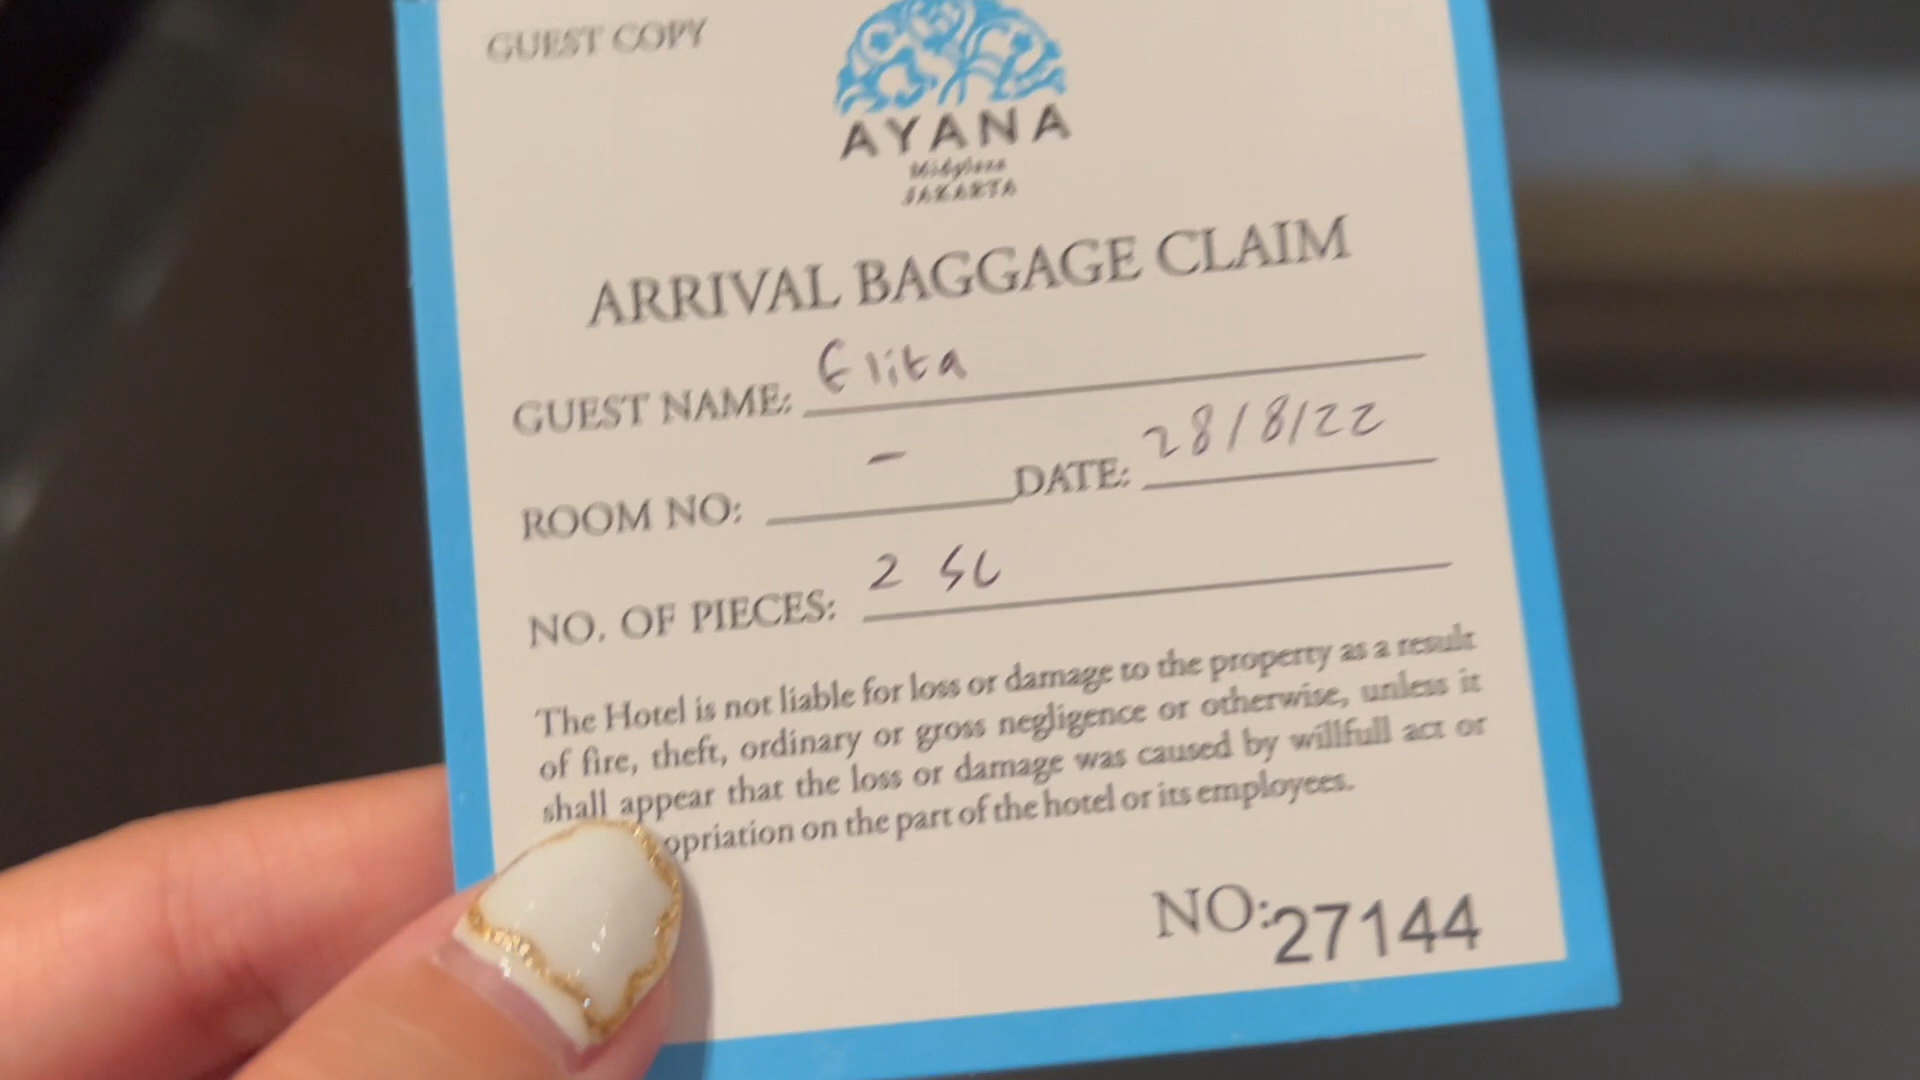 GUEST COPY
AYANA
Midplaza
JAKARTA
ARRIVAL BAGGAGE CLAIM
GUEST NAME: Elita
ROOM NO: - DATE: 28/8/22
NO. OF PIECES: 2 SC
The Hotel is not liable for loss or damage to the property as a result
of fire, theft, ordinary or gross negligence or otherwise, unless it
shall appear that the loss or damage was caused by willfull act or
opriation on the part of the hotel or its employees.
NO: 27144